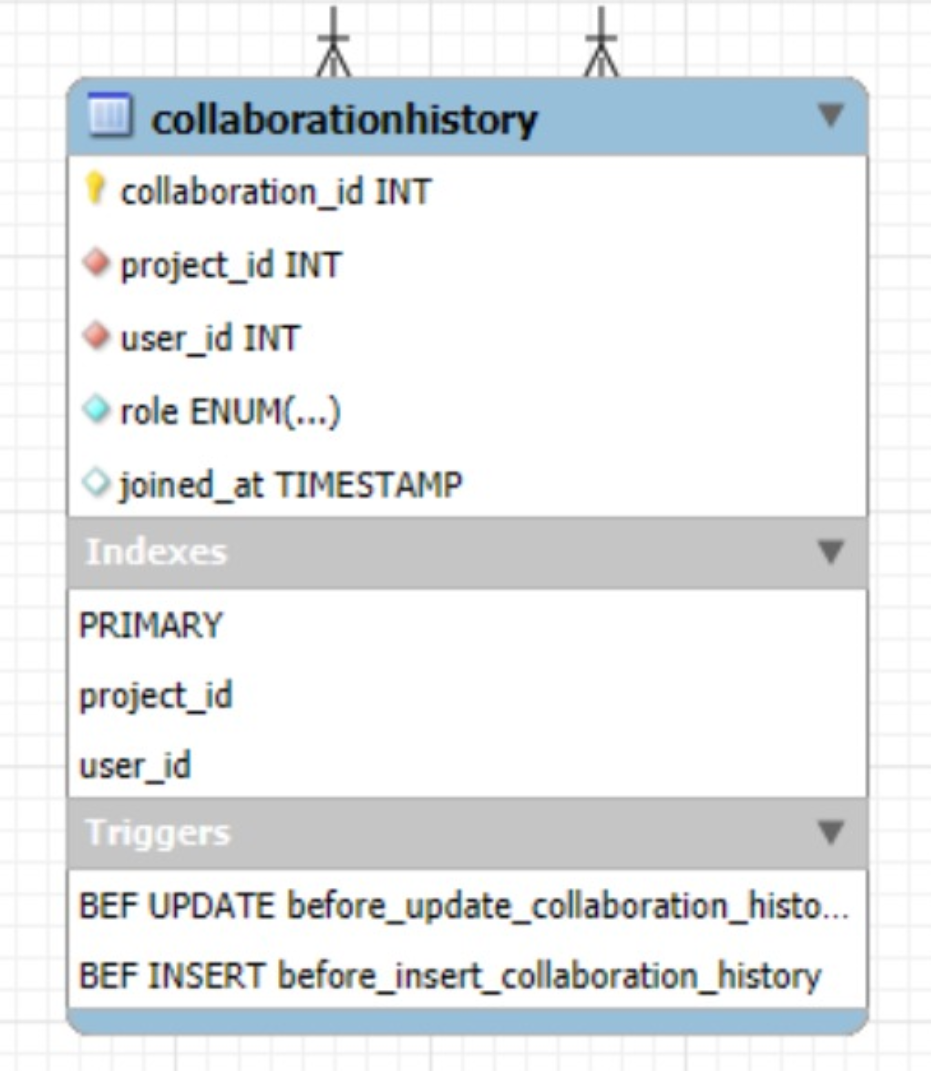 collaborationhistory
collaboration_id INT
project_id INT
user_id INT
role ENUM(...)
joined_at TIMESTAMP
Indexes
PRIMARY
project_id
user_id
Triggers
BEF UPDATE before_update_collaboration_histo...
BEF INSERT before_insert_collaboration_history